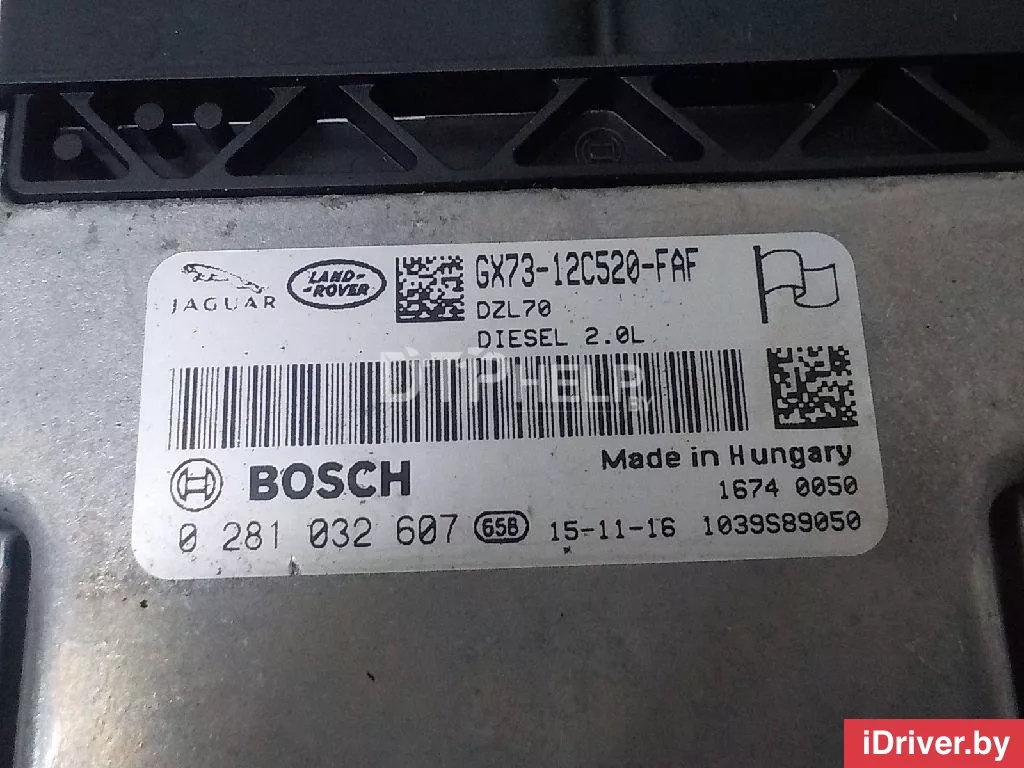 JAGUAR
LAND-
-ROVER
GX73-12C520-FAF
DZL70
DIESEL 2.0L
DTPHELP
BY
Made in Hungary
BOSCH
1674 0050
0 281 032 607 656 15-11-16 1039S89050
iDriver.by